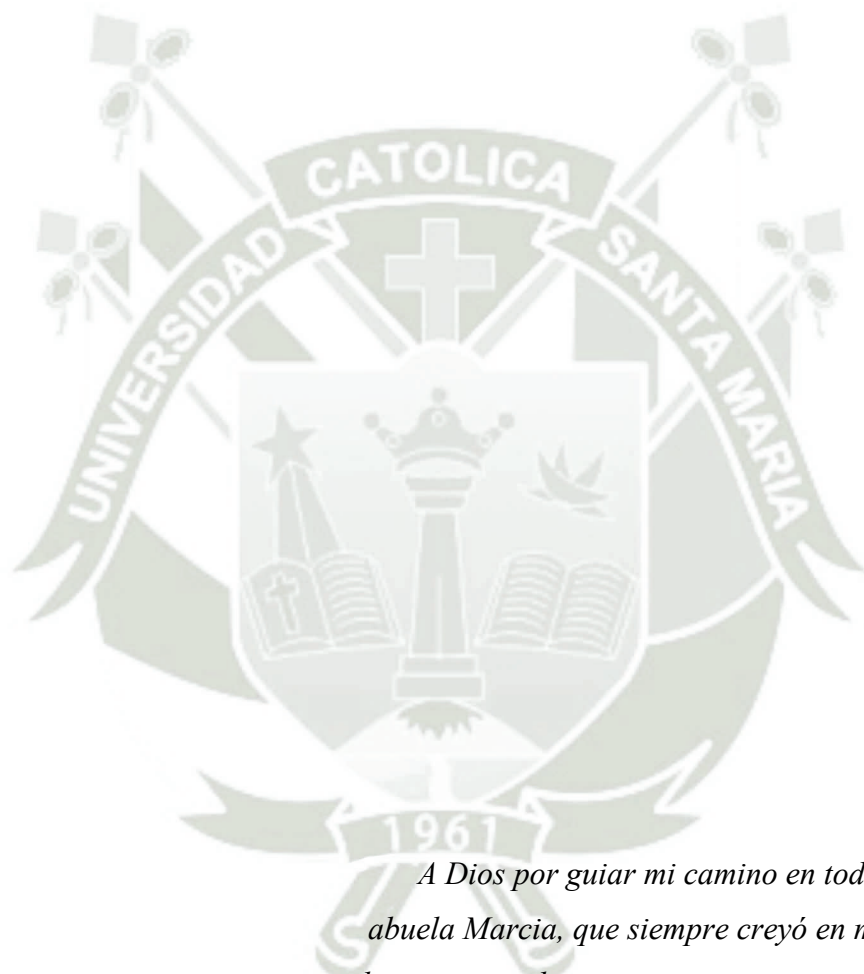 CATOLICA
UNIVERSIDAD
SANTA MARIA
1961
A Dios por guiar mi camino en tod
abuela Marcia, que siempre creyó en